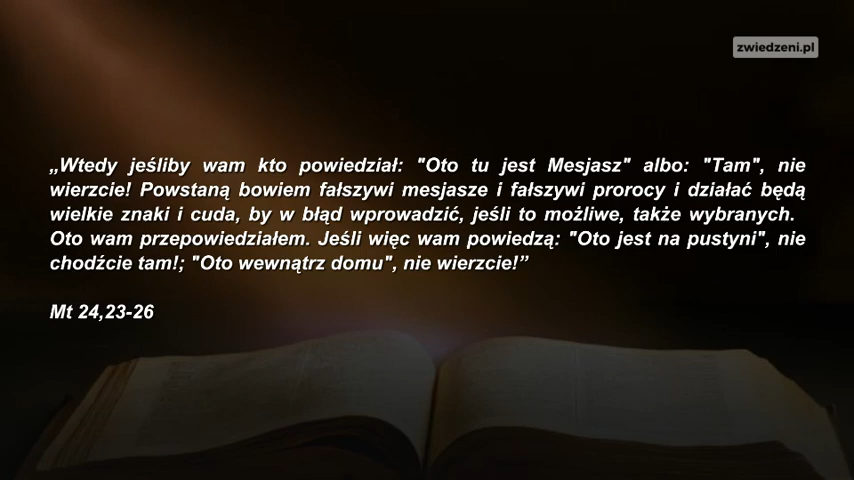 zwiedzeni.pl
„Wtedy jeśliby wam kto powiedział: "Oto tu jest Mesjasz" albo: "Tam", nie
wierzcie! Powstaną bowiem fałszywi mesjasze i fałszywi prorocy i działać będą
wielkie znaki i cuda, by w błąd wprowadzić, jeśli to możliwe, także wybranych.
Oto wam przepowiedziałem. Jeśli więc wam powiedzą: "Oto jest na pustyni", nie
chodźcie tam!; "Oto wewnątrz domu", nie wierzcie!”
Mt 24,23-26